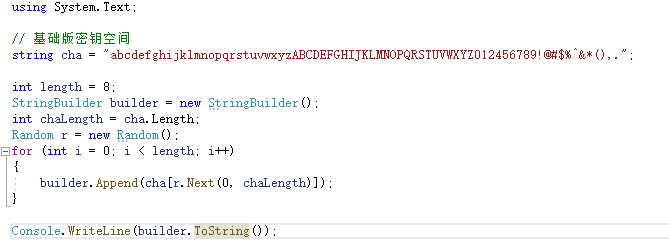 using System.Text;
// 基础版密钥空间
string cha = "abcdefghijklmnopqrstuvwxyzABCDEFGHIJKLMNOPQRSTUVWXYZ012456789!@#$%^&*(),.";
int length = 8;
StringBuilder builder = new StringBuilder();
int chaLength = cha.Length;
Random r = new Random();
for (int i = 0; i < length; i++)
{
builder.Append(cha[r.Next(0, chaLength)]);
}
Console.WriteLine(builder.ToString());